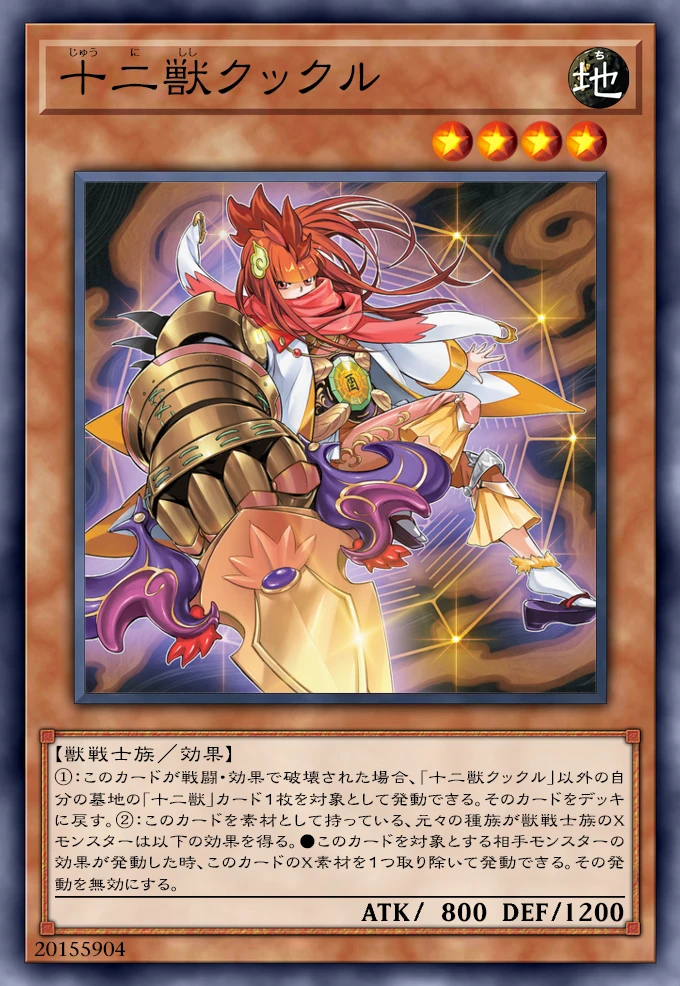 じゅう に しし
十二獣クックル
ち
地
酉
【獣戦士族／効果】
①：このカードが戦闘・効果で破壊された場合、「十二獣クックル」以外の自
分の墓地の「十二獣」カード1枚を対象として発動できる。そのカードをデッキ
に戻す。②：このカードを素材として持っている、元々の種族が獣戦士族のX
モンスターは以下の効果を得る。●このカードを対象とする相手モンスターの
効果が発動した時、このカードのX素材を1つ取り除いて発動できる。その発
動を無効にする。
ATK/ 800 DEF/1200
20155904